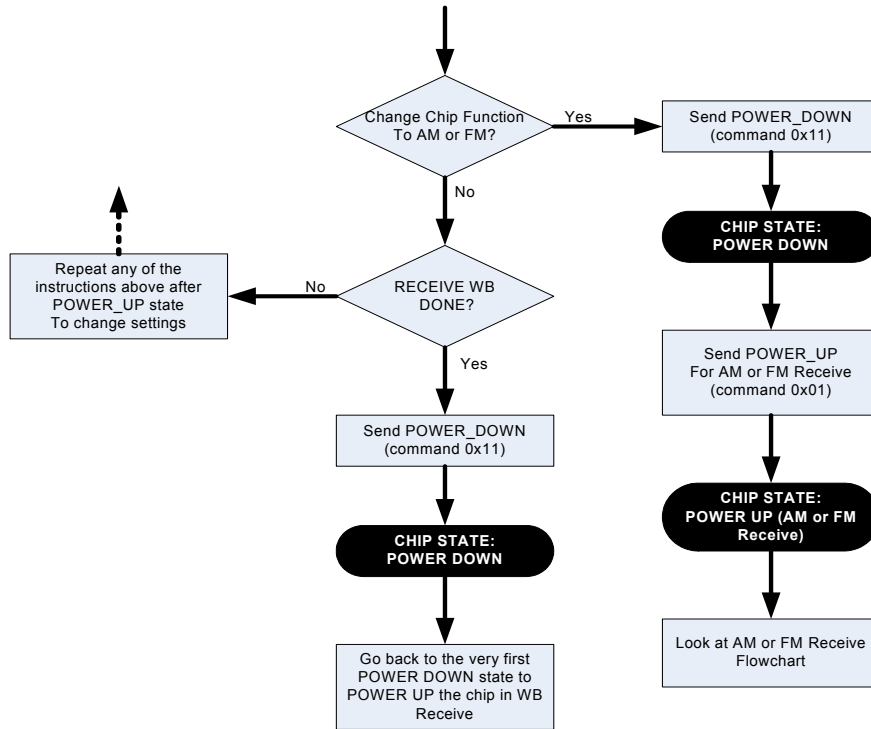 Change Chip Function
To AM or FM?
Yes
Send POWER_DOWN
(command 0x11)
No
CHIP STATE:
POWER DOWN
Repeat any of the
instructions above after
POWER_UP state
To change settings
No
RECEIVE WB
DONE?
Yes
Send POWER_UP
For AM or FM Receive
(command 0x01)
Send POWER_DOWN
(command 0x11)
CHIP STATE:
POWER UP (AM or FM
Receive)
CHIP STATE:
POWER DOWN
Look at AM or FM Receive
Flowchart
Go back to the very first
POWER DOWN state to
POWER UP the chip in WB
Receive